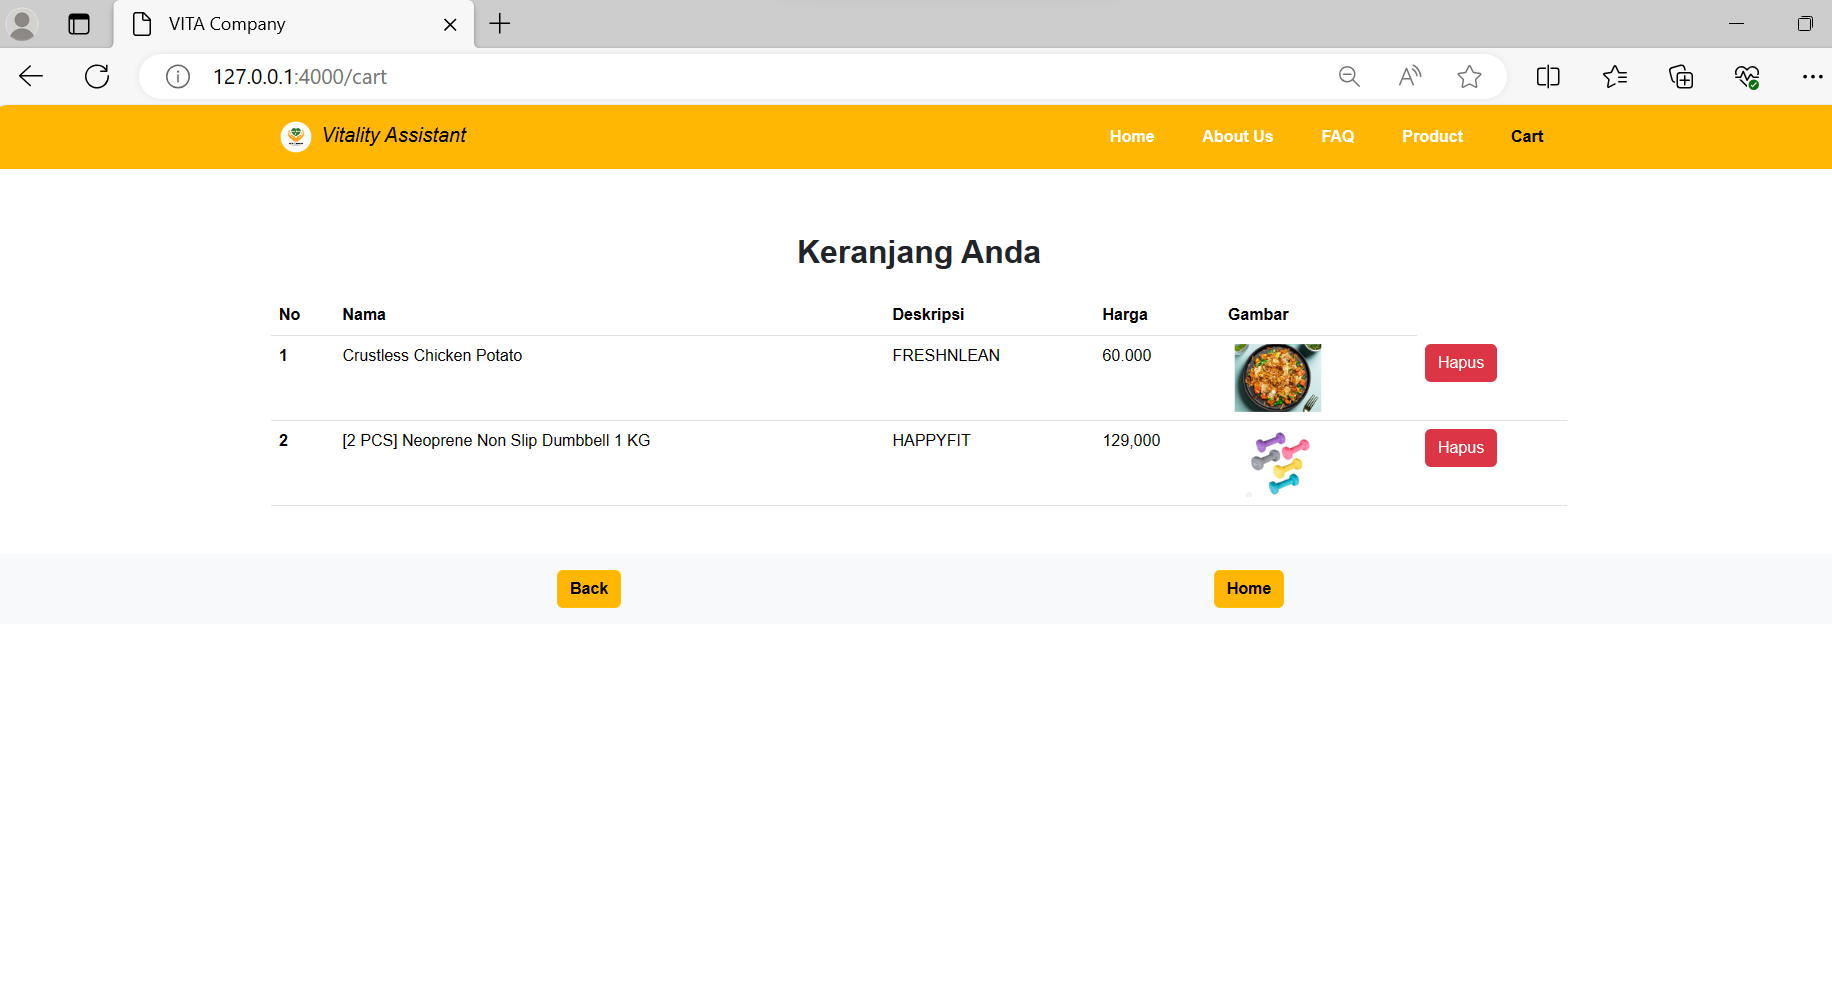 VITA Company
127.0.0.1:4000/cart
Vitality Assistant
Home About Us FAQ Product Cart
Keranjang Anda
No Nama Deskripsi Harga Gambar
1 Crustless Chicken Potato FRESHNLEAN 60.000 Hapus
2 [2 PCS] Neoprene Non Slip Dumbbell 1 KG HAPPYFIT 129,000 Hapus
Back Home